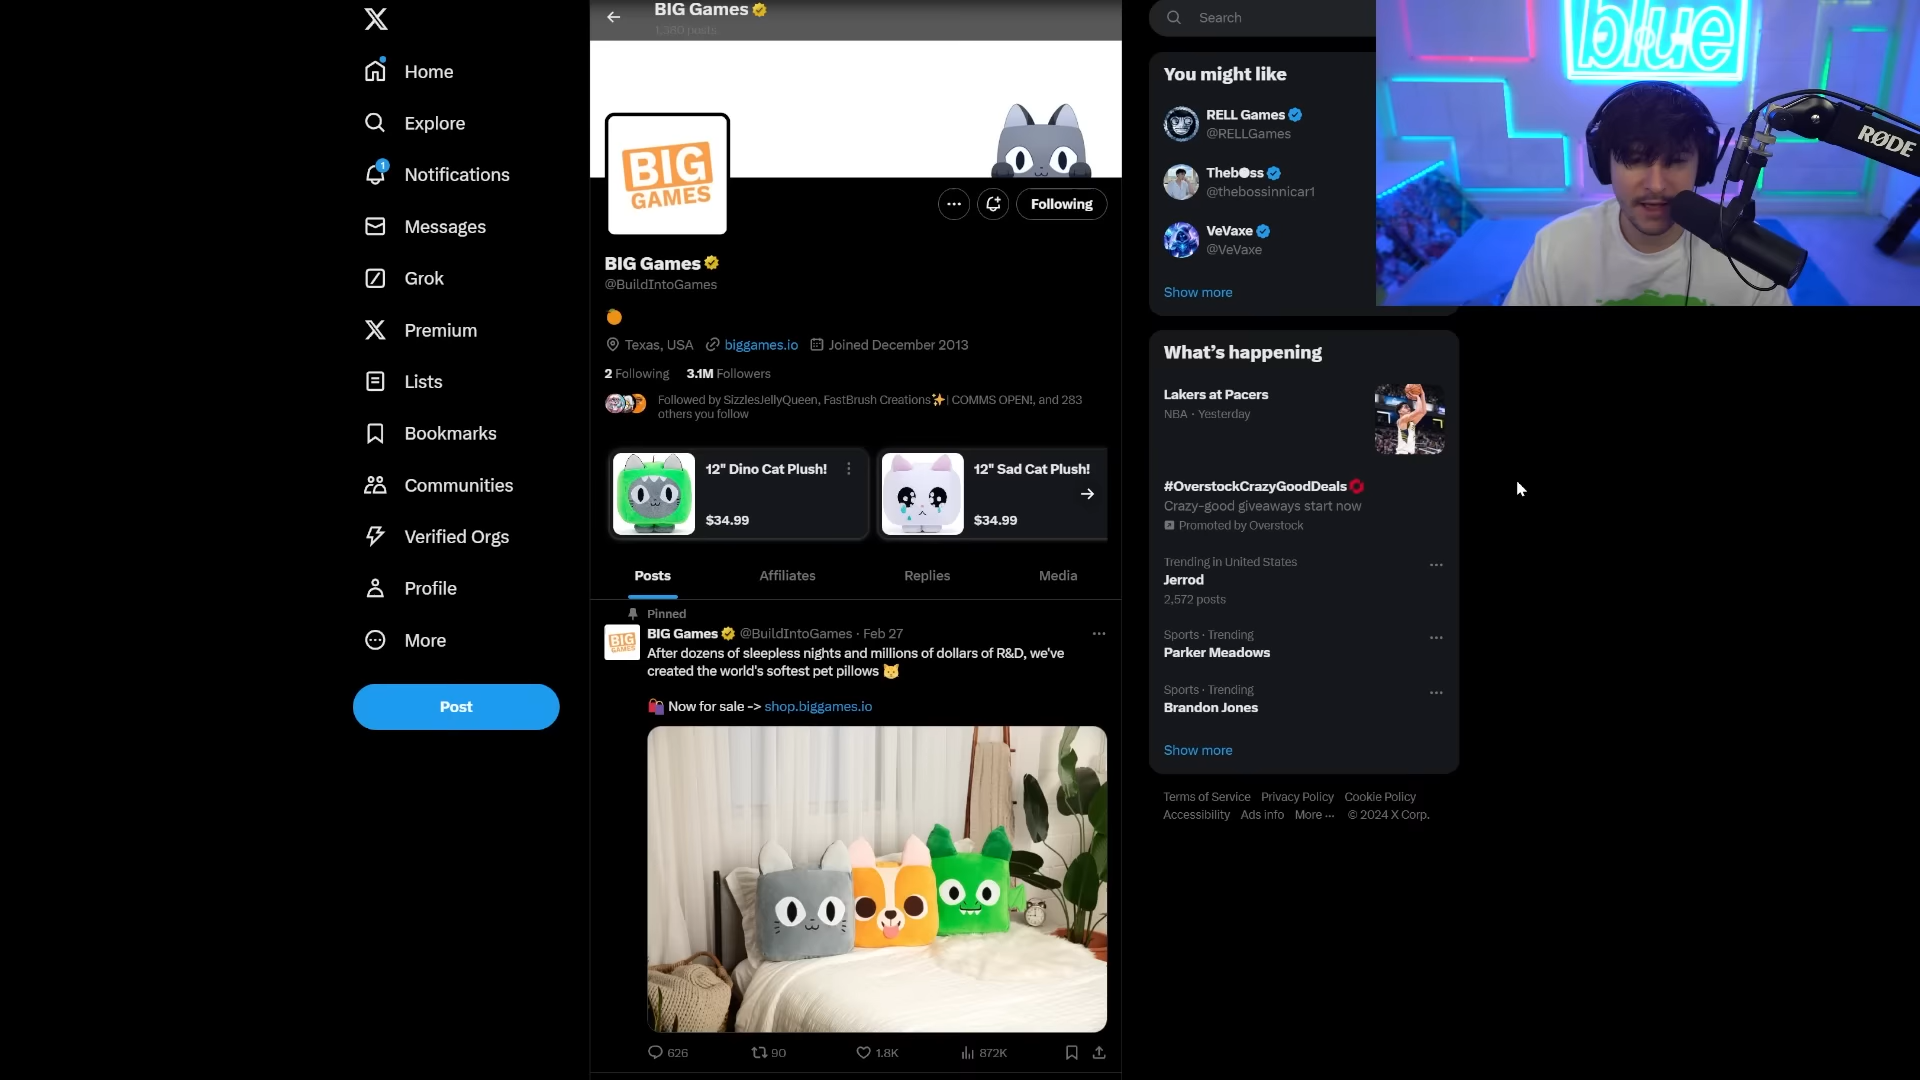 Home
Explore
1
Notifications
Messages
Grok
Premium
Lists
Bookmarks
Communities
Verified Orgs
Profile
More
Post
BIG Games
1,380 posts
BIG
GAMES
Following
BIG Games
@BuildIntoGames
Texas, USA biggames.io Joined December 2013
2 Following 3.1M Followers
Followed by SizzlesJellyQueen, FastBrush Creations✨| COMMS OPEN!, and 283
others you follow
12" Dino Cat Plush!
$34.99
12" Sad Cat Plush!
$34.99
Posts Affiliates Replies Media
Pinned
BIG
GAMES
BIG Games @BuildIntoGames · Feb 27
After dozens of sleepless nights and millions of dollars of R&D, we've
created the world's softest pet pillows 😺
🛍️ Now for sale -> shop.biggames.io
626 90 1.8K 872K
Search
You might like
RELL Games
@RELLGames
Theb⚈ss
@thebossinnicar1
VeVaxe
@VeVaxe
Show more
What's happening
Lakers at Pacers
NBA · Yesterday
#OverstockCrazyGoodDeals
Crazy-good giveaways start now
Promoted by Overstock
Trending in United States
Jerrod
2,572 posts
Sports · Trending
Parker Meadows
Sports · Trending
Brandon Jones
Show more
Terms of Service Privacy Policy Cookie Policy
Accessibility Ads info More ··· © 2024 X Corp.
blue
RØDE